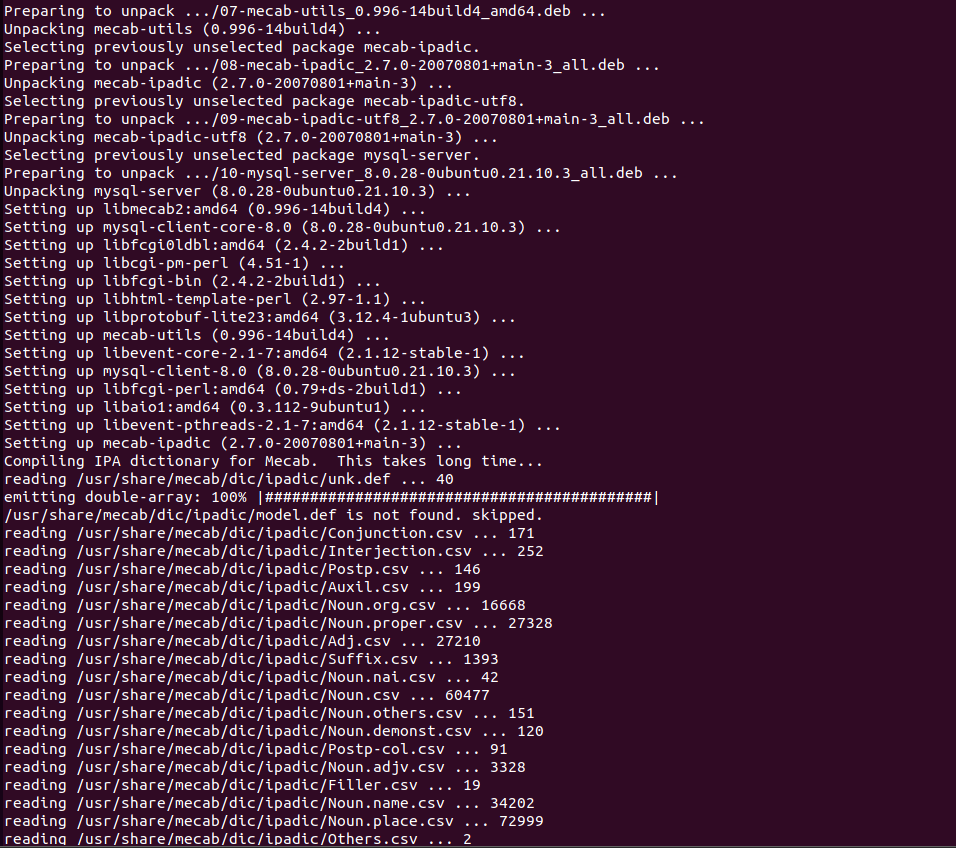 Preparing to unpack .../07-mecab-utils_0.996-14build4_amd64.deb ...
Unpacking mecab-utils (0.996-14build4) ...
Selecting previously unselected package mecab-ipadic.
Preparing to unpack .../08-mecab-ipadic_2.7.0-20070801+main-3_all.deb ...
Unpacking mecab-ipadic (2.7.0-20070801+main-3) ...
Selecting previously unselected package mecab-ipadic-utf8.
Preparing to unpack .../09-mecab-ipadic-utf8_2.7.0-20070801+main-3_all.deb ...
Unpacking mecab-ipadic-utf8 (2.7.0-20070801+main-3) ...
Selecting previously unselected package mysql-server.
Preparing to unpack .../10-mysql-server_8.0.28-0ubuntu0.21.10.3_all.deb ...
Unpacking mysql-server (8.0.28-0ubuntu0.21.10.3) ...
Setting up libmecab2:amd64 (0.996-14build4) ...
Setting up mysql-client-core-8.0 (8.0.28-0ubuntu0.21.10.3) ...
Setting up libfcgi0ldbl:amd64 (2.4.2-2build1) ...
Setting up libcgi-pm-perl (4.51-1) ...
Setting up libfcgi-bin (2.4.2-2build1) ...
Setting up libhtml-template-perl (2.97-1.1) ...
Setting up libprotobuf-lite23:amd64 (3.12.4-1ubuntu3) ...
Setting up mecab-utils (0.996-14build4) ...
Setting up libevent-core-2.1-7:amd64 (2.1.12-stable-1) ...
Setting up mysql-client-8.0 (8.0.28-0ubuntu0.21.10.3) ...
Setting up libfcgi-perl:amd64 (0.79+ds-2build1) ...
Setting up libaio1:amd64 (0.3.112-9ubuntu1) ...
Setting up libevent-pthreads-2.1-7:amd64 (2.1.12-stable-1) ...
Setting up mecab-ipadic (2.7.0-20070801+main-3) ...
Compiling IPA dictionary for Mecab.  This takes long time...
reading /usr/share/mecab/dic/ipadic/unk.def ... 40
emitting double-array: 100% |###########################################|
/usr/share/mecab/dic/ipadic/model.def is not found. skipped.
reading /usr/share/mecab/dic/ipadic/Conjunction.csv ... 171
reading /usr/share/mecab/dic/ipadic/Interjection.csv ... 252
reading /usr/share/mecab/dic/ipadic/Postp.csv ... 146
reading /usr/share/mecab/dic/ipadic/Auxil.csv ... 199
reading /usr/share/mecab/dic/ipadic/Noun.org.csv ... 16668
reading /usr/share/mecab/dic/ipadic/Noun.proper.csv ... 27328
reading /usr/share/mecab/dic/ipadic/Adj.csv ... 27210
reading /usr/share/mecab/dic/ipadic/Suffix.csv ... 1393
reading /usr/share/mecab/dic/ipadic/Noun.nai.csv ... 42
reading /usr/share/mecab/dic/ipadic/Noun.csv ... 60477
reading /usr/share/mecab/dic/ipadic/Noun.others.csv ... 151
reading /usr/share/mecab/dic/ipadic/Noun.demonst.csv ... 120
reading /usr/share/mecab/dic/ipadic/Postp-col.csv ... 91
reading /usr/share/mecab/dic/ipadic/Noun.adjv.csv ... 3328
reading /usr/share/mecab/dic/ipadic/Filler.csv ... 19
reading /usr/share/mecab/dic/ipadic/Noun.name.csv ... 34202
reading /usr/share/mecab/dic/ipadic/Noun.place.csv ... 72999
reading /usr/share/mecab/dic/ipadic/Others.csv ... 2